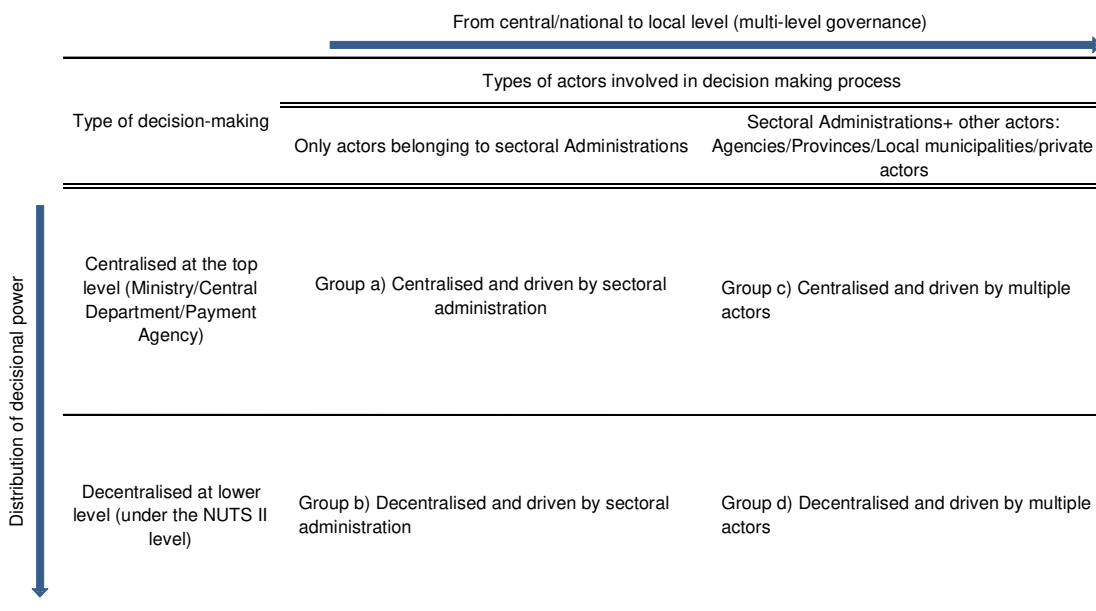 From central/national to local level (multi-level governance)
Types of actors involved in decision making process
Type of decision-making
Only actors belonging to sectoral Administrations
Sectoral Administrations+ other actors:
Agencies/Provinces/Local municipalities/private
actors
Distribution of decisional power
Centralised at the top
level (Ministry/Central
Department/Payment
Agency)
Group a) Centralised and driven by sectoral
administration
Group c) Centralised and driven by multiple
actors
Decentralised at lower
level (under the NUTS II
level)
Group b) Decentralised and driven by sectoral
administration
Group d) Decentralised and driven by multiple
actors